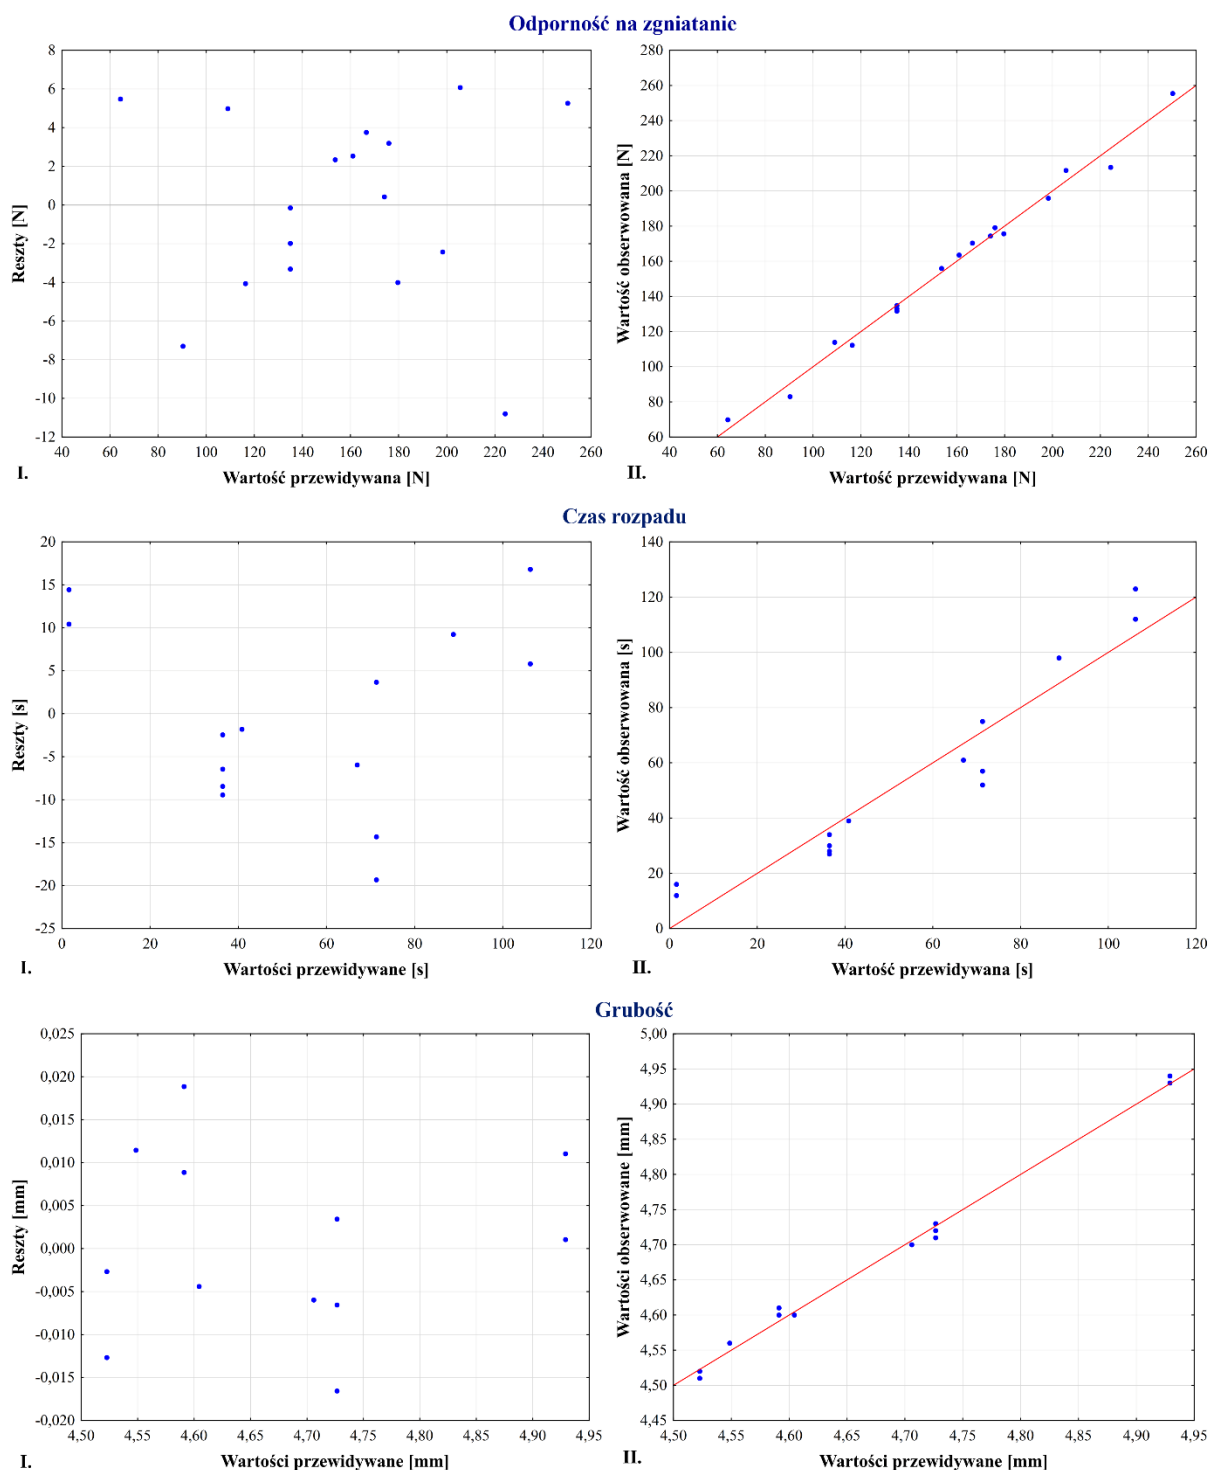 Odporność na zgniatanie
8
6
4
2
0
-2
-4
-6
-8
-10
-12
Reszty [N]
40 60 80 100 120 140 160 180 200 220 240 260
Wartość przewidywana [N]
I.
280
260
240
220
200
180
160
140
120
100
80
60
Wartość obserwowana [N]
40 60 80 100 120 140 160 180 200 220 240 260
Wartość przewidywana [N]
II.
Czas rozpadu
20
15
10
5
0
-5
-10
-15
-20
-25
Reszty [s]
0 20 40 60 80 100 120
Wartości przewidywane [s]
I.
140
120
100
80
60
40
20
0
Wartość obserwowana [s]
0 20 40 60 80 100 120
Wartość przewidywana [s]
II.
Grubość
0,025
0,020
0,015
0,010
0,005
0,000
-0,005
-0,010
-0,015
-0,020
Reszty [mm]
4,50 4,55 4,60 4,65 4,70 4,75 4,80 4,85 4,90 4,95
Wartości przewidywane [mm]
I.
5,00
4,95
4,90
4,85
4,80
4,75
4,70
4,65
4,60
4,55
4,50
4,45
Wartości obserwowane [mm]
4,50 4,55 4,60 4,65 4,70 4,75 4,80 4,85 4,90 4,95
Wartości przewidywane [mm]
II.